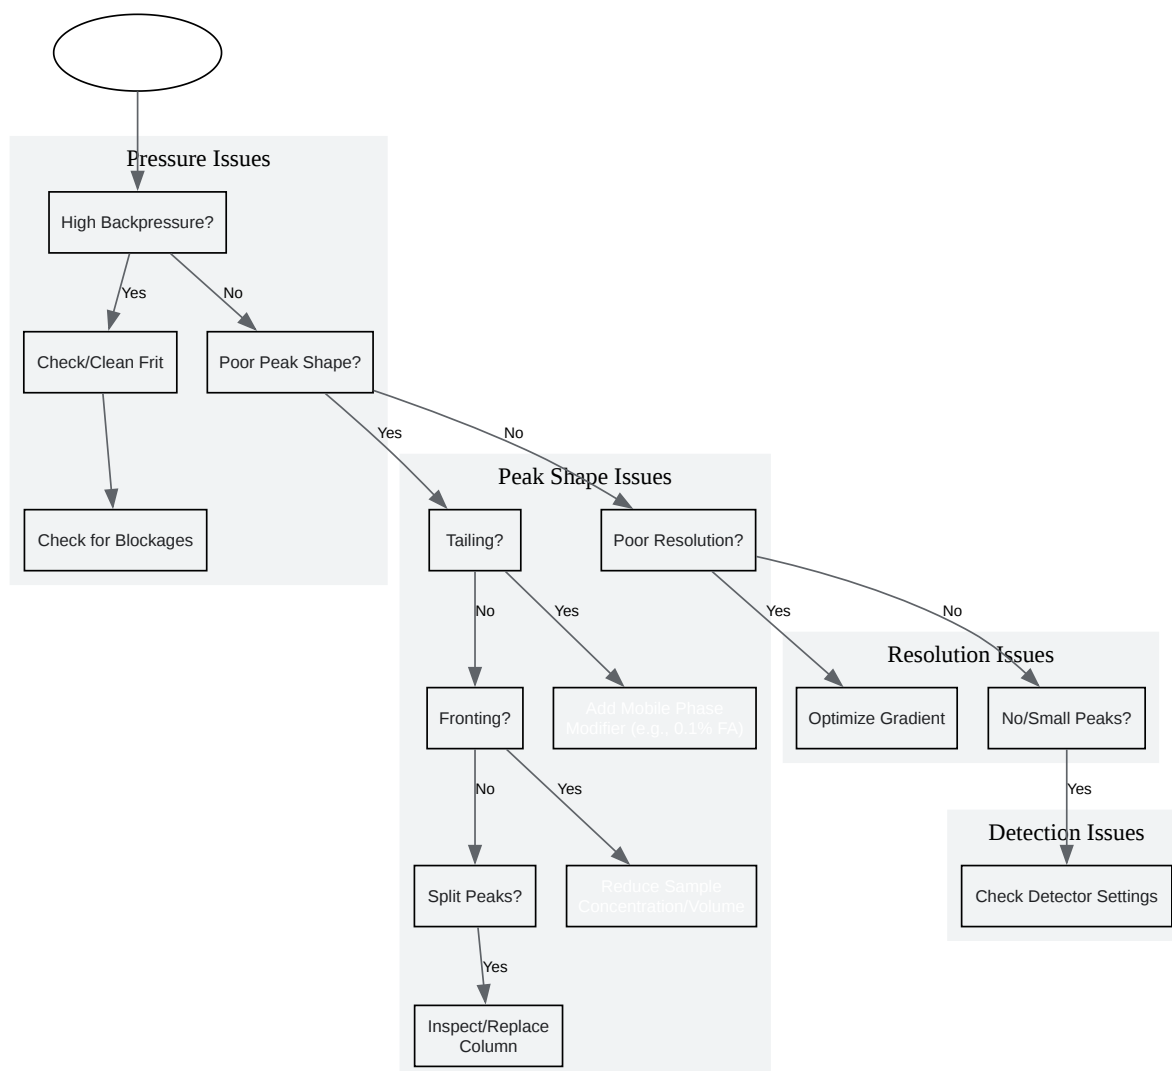 Pressure Issues
High Backpressure?
Yes
No
Check/Clean Frit
Poor Peak Shape?
Yes
No
Peak Shape Issues
Check for Blockages
Tailing?
Poor Resolution?
No
Yes
Yes
No
Resolution Issues
Fronting?
Add Mobile Phase
Modifier (e.g., 0.1% FA)
Optimize Gradient
No/Small Peaks?
No
Yes
Yes
Detection Issues
Split Peaks?
Reduce Sample
Concentration/Volume
Check Detector Settings
Yes
Inspect/Replace
Column